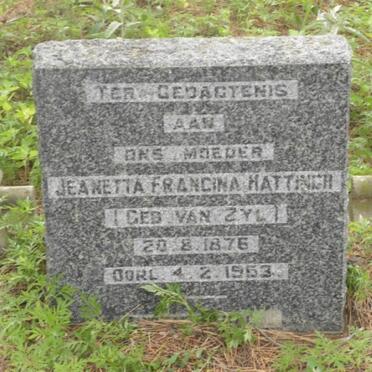 TER GEDAGTENIS
AAN
ONS MOEDER
JEANETTA FRANCINA HATTINGH
(GEB VAN ZYL)
20.8.1876
OORL. 4.2.1953